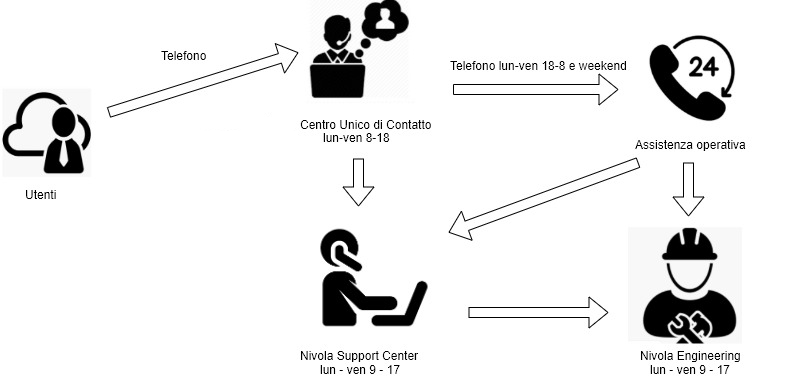 Telefono
Telefono lun-ven 18-8 e weekend
24
Centro Unico di Contatto
lun-ven 8-18
Assistenza operativa
Utenti
Nivola Support Center
lun - ven 9 - 17
Nivola Engineering
lun - ven 9 - 17